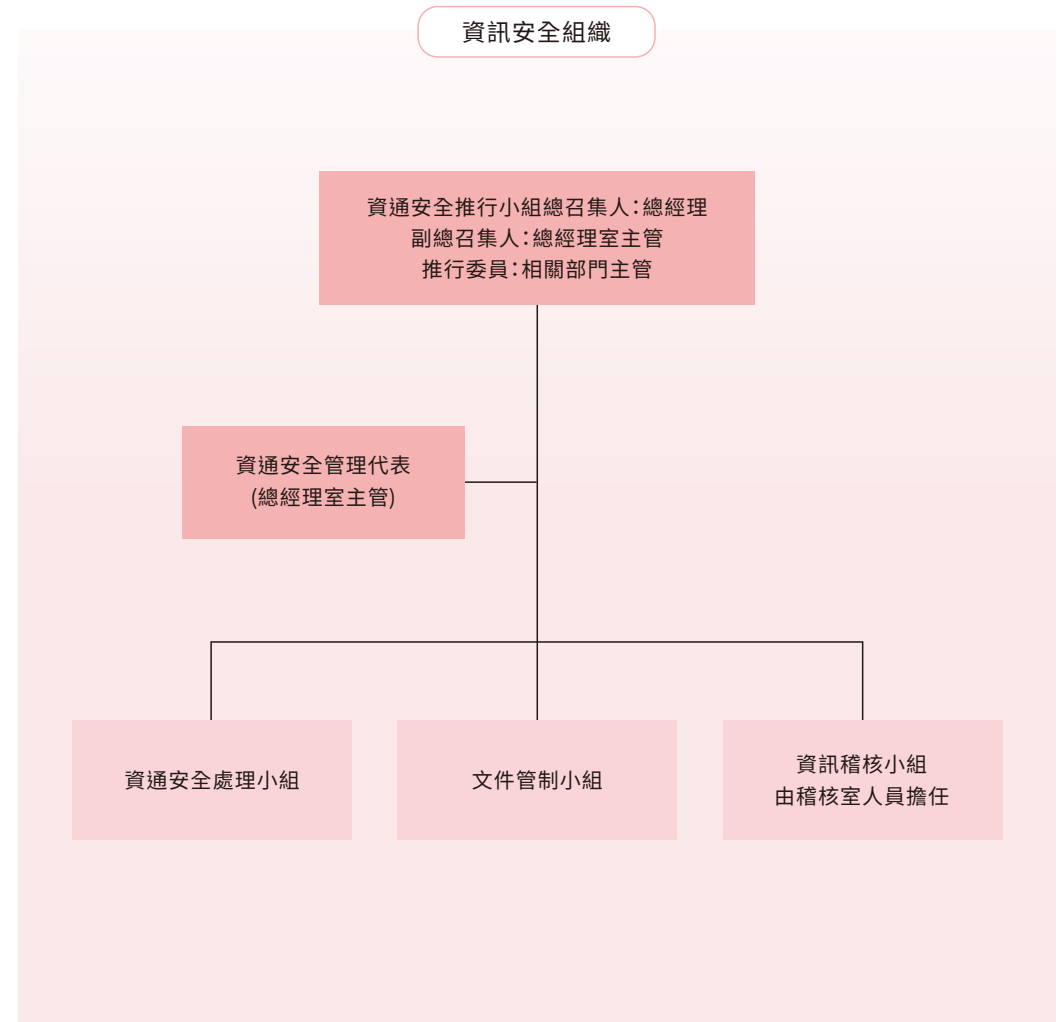 資訊安全組織
資通安全推行小組總召集人：總經理
副總召集人：總經理室主管
推行委員：相關部門主管
資通安全管理代表
(總經理室主管)
資通安全處理小組
文件管制小組
資訊稽核小組
由稽核室人員擔任